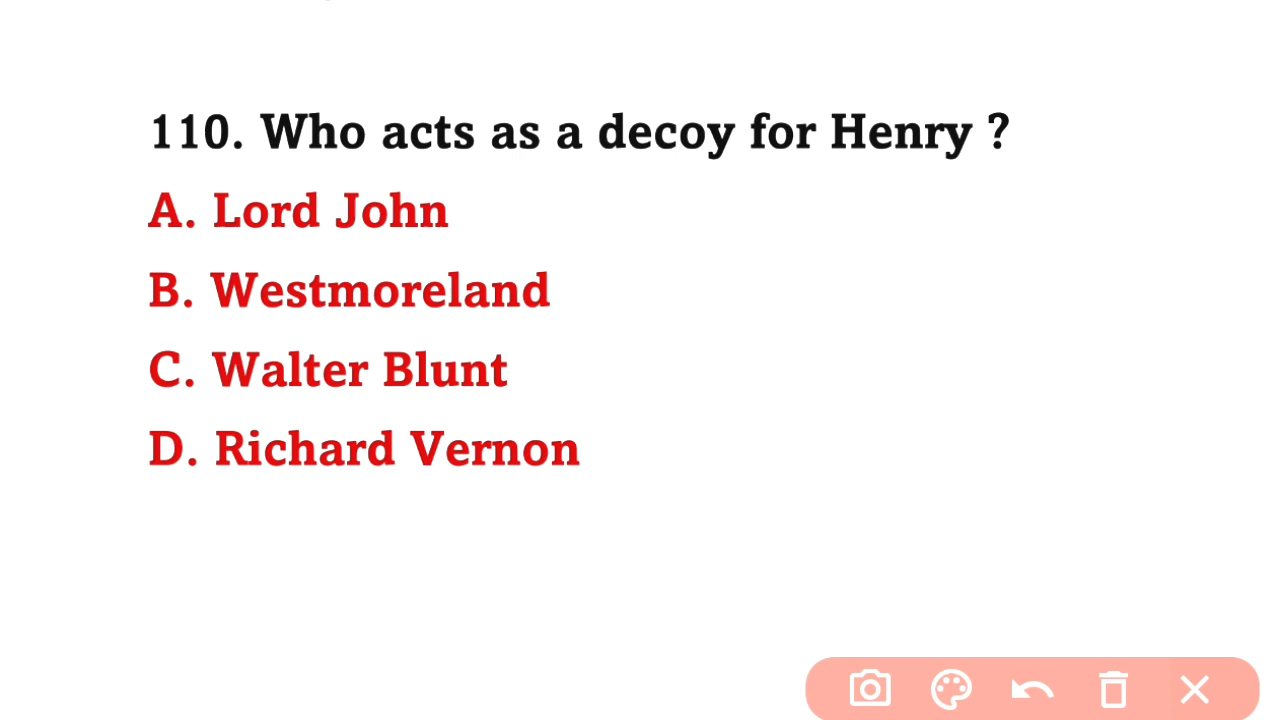 110. Who acts as a decoy for Henry ?
A. Lord John
B. Westmoreland
C. Walter Blunt
D. Richard Vernon